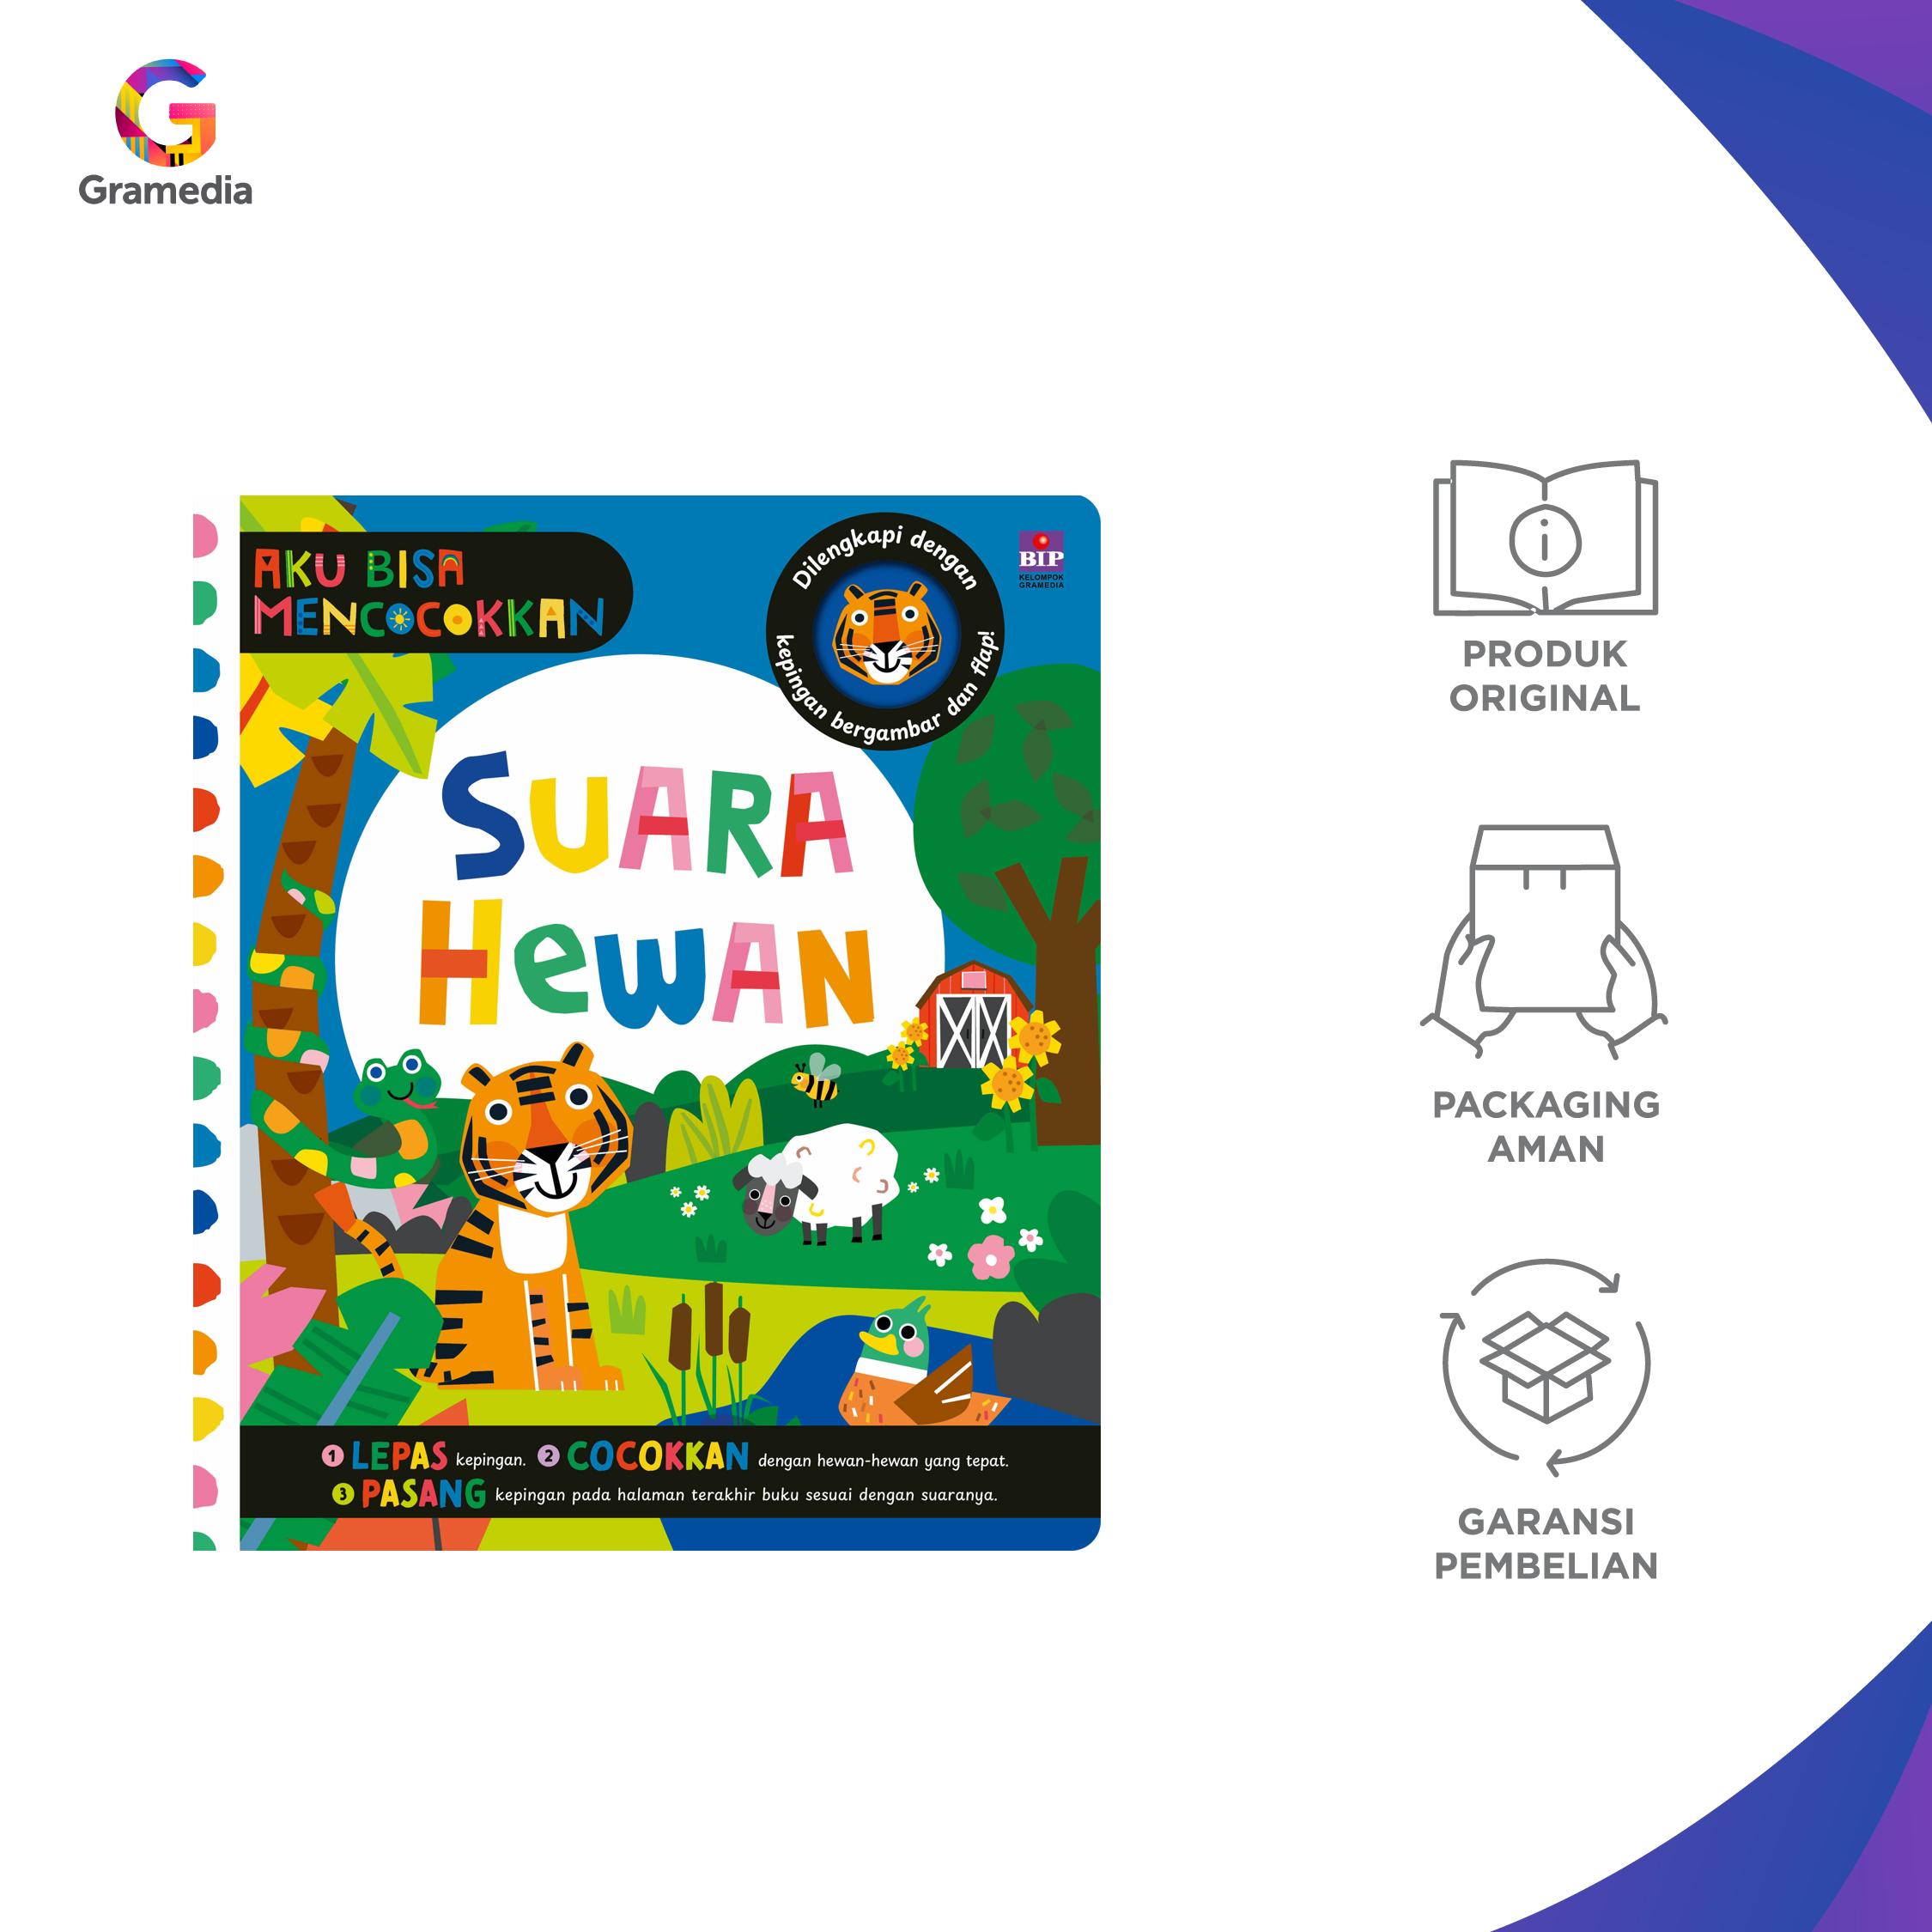 Gramedia
AKU BISA
MENCOCOKKAN
Dilengkapi dengan
kepingan bergambar dan flap!
BIP
KELOMPOK
GRAMEDIA
SUARA
HeWAN
1 LEPAS kepingan. 2 COCOKKAN dengan hewan-hewan yang tepat.
3 PASANG kepingan pada halaman terakhir buku sesuai dengan suaranya.
PRODUK
ORIGINAL
PACKAGING
AMAN
GARANSI
PEMBELIAN